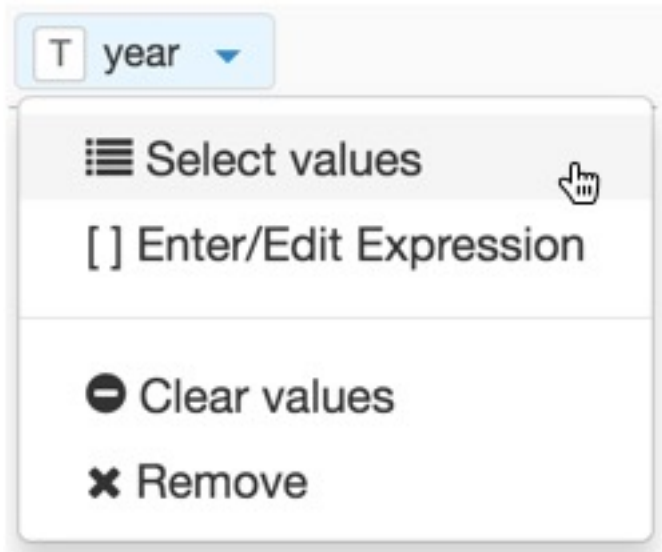 T year
Select values
[ ] Enter/Edit Expression
Clear values
Remove